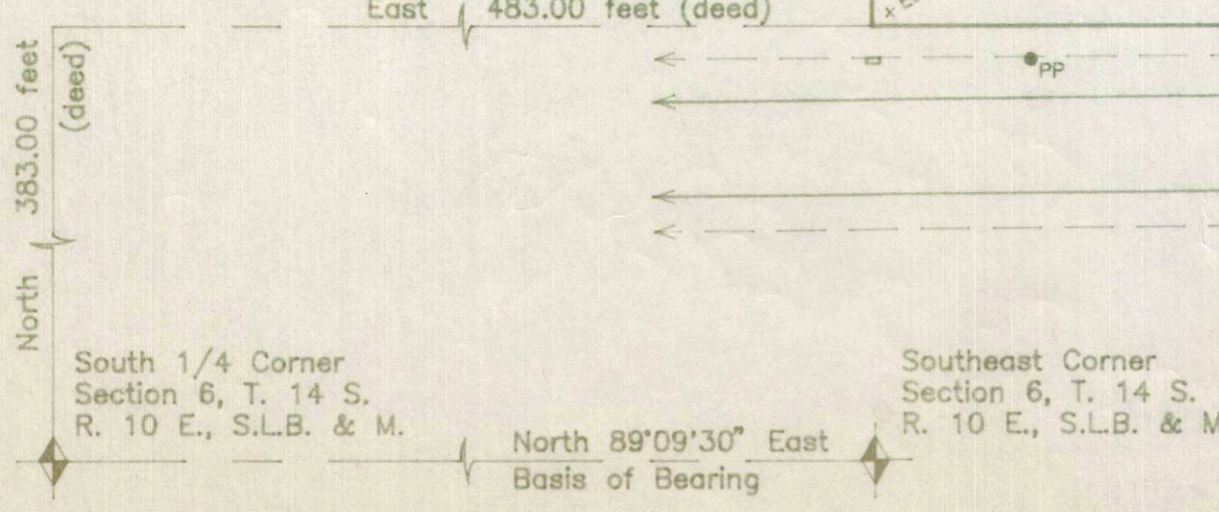 East 483.00 feet (deed)
x
PP
North 383.00 feet
(deed)
South 1/4 Corner
Section 6, T. 14 S.
R. 10 E., S.L.B. & M.
Southeast Corner
Section 6, T. 14 S.
R. 10 E., S.L.B. & M
North 89°09'30" East
Basis of Bearing